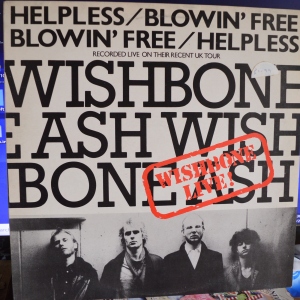 HELPLESS/BLOWIN' FREE
BLOWIN' FREE/HELPLESS
RECORDED LIVE ON THEIR RECENT UK TOUR
WISHBONE
E ASH WISH
BONE ASH
WISHBONE
LIVE!